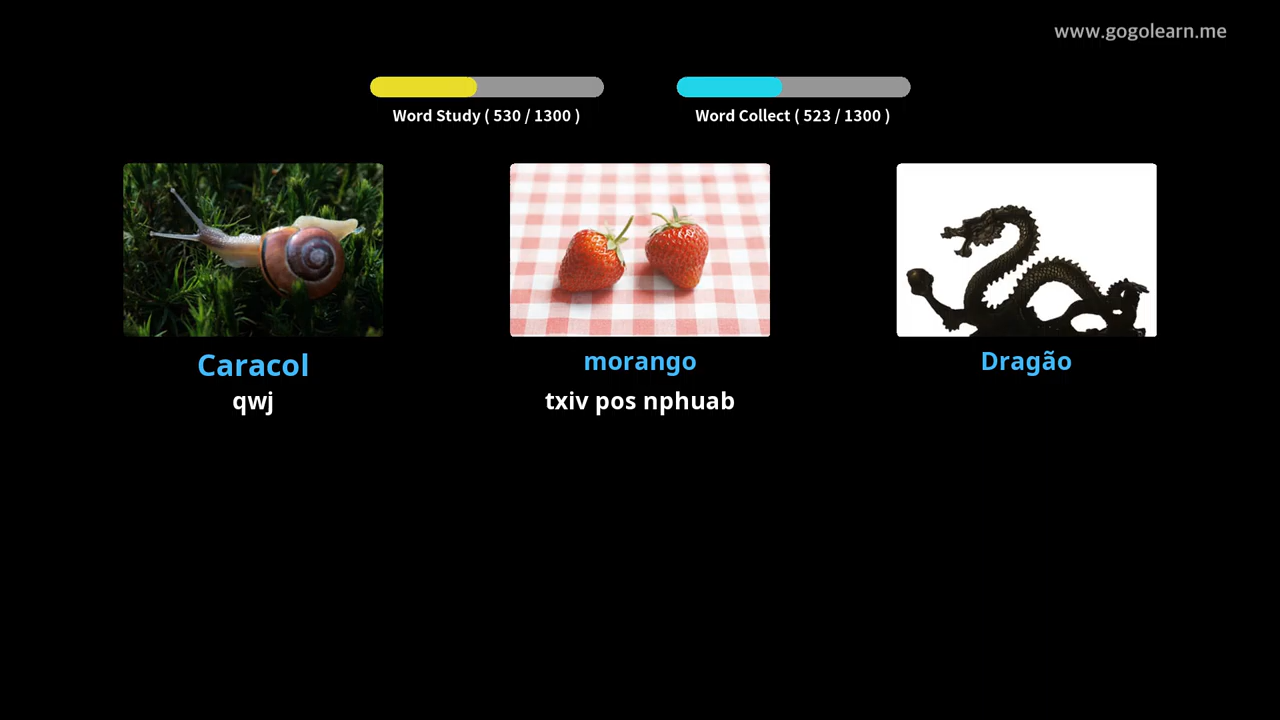 www.gogolearn.me
Word Study ( 530 / 1300 )
Word Collect ( 523 / 1300 )
Caracol
morango
Dragão
qwj
txiv pos nphuab